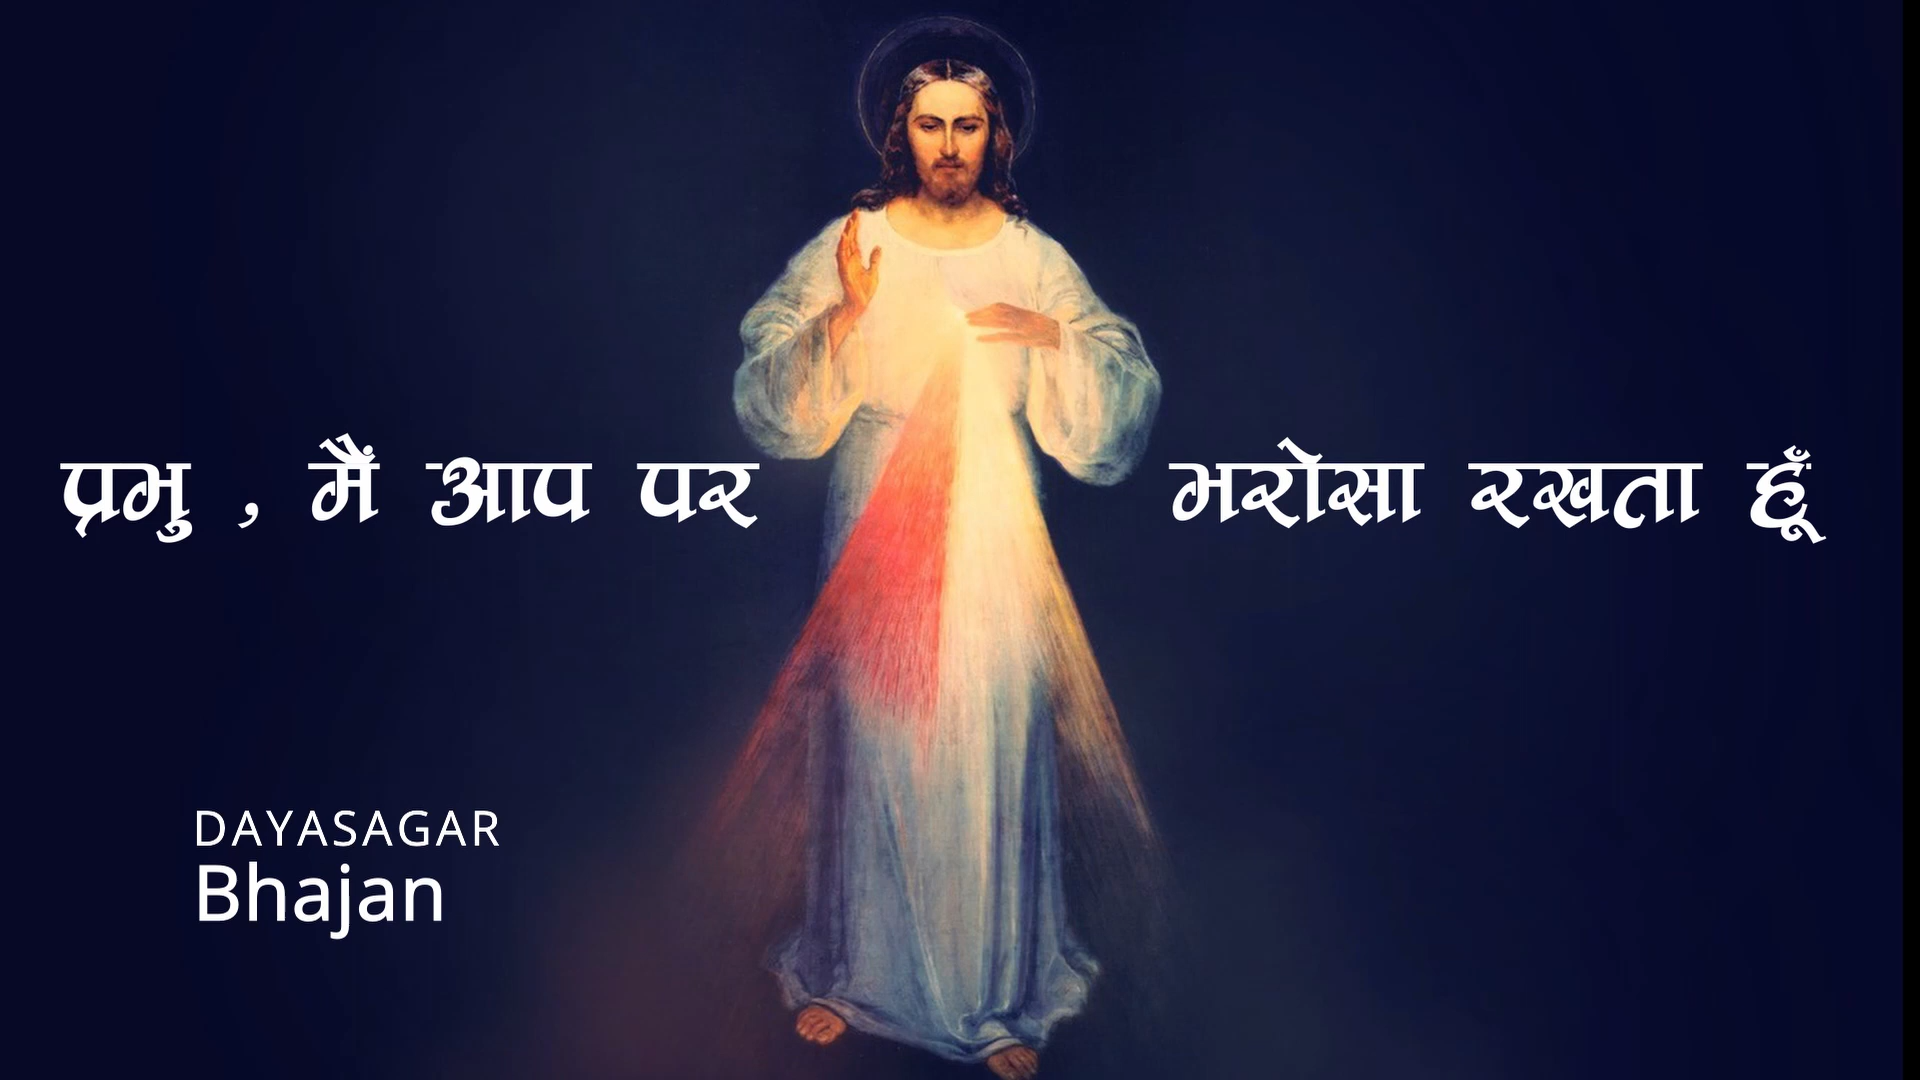 प्रभु , मैं आप पर भरोसा रखता हूँ
DAYASAGAR
Bhajan